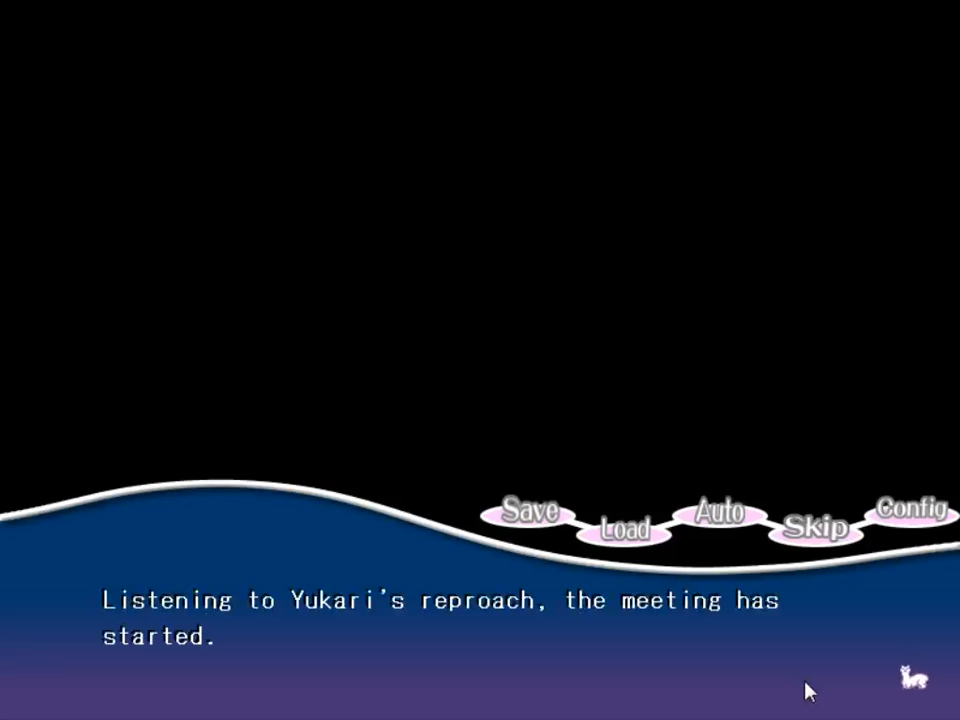 Save
Load
Auto
Skip
Config
Listening to Yukari's reproach, the meeting has
started.